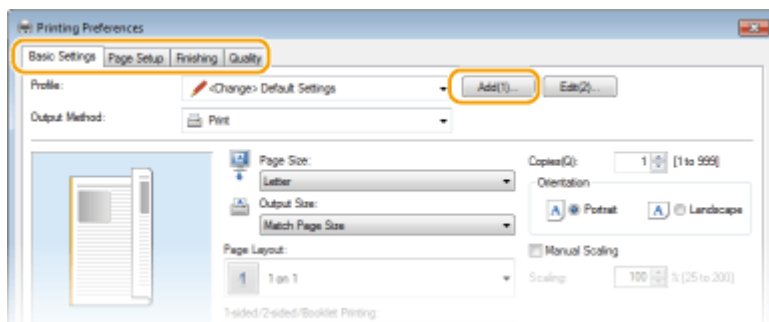 Printing Preferences
Basic Settings Page Setup Finishing Quality
Profile: <Change> Default Settings Add(1)... Edit(2)...
Output Method: Print
Page Size: Copies(Q): 1 [1 to 999]
Letter Orientation
Output Size: A Portrait A Landscape
Match Page Size
Page Layout: Manual Scaling
1 1 on 1 Scaling: 100 % [25 to 200]
1-sided/2-sided/Booklet Printing: